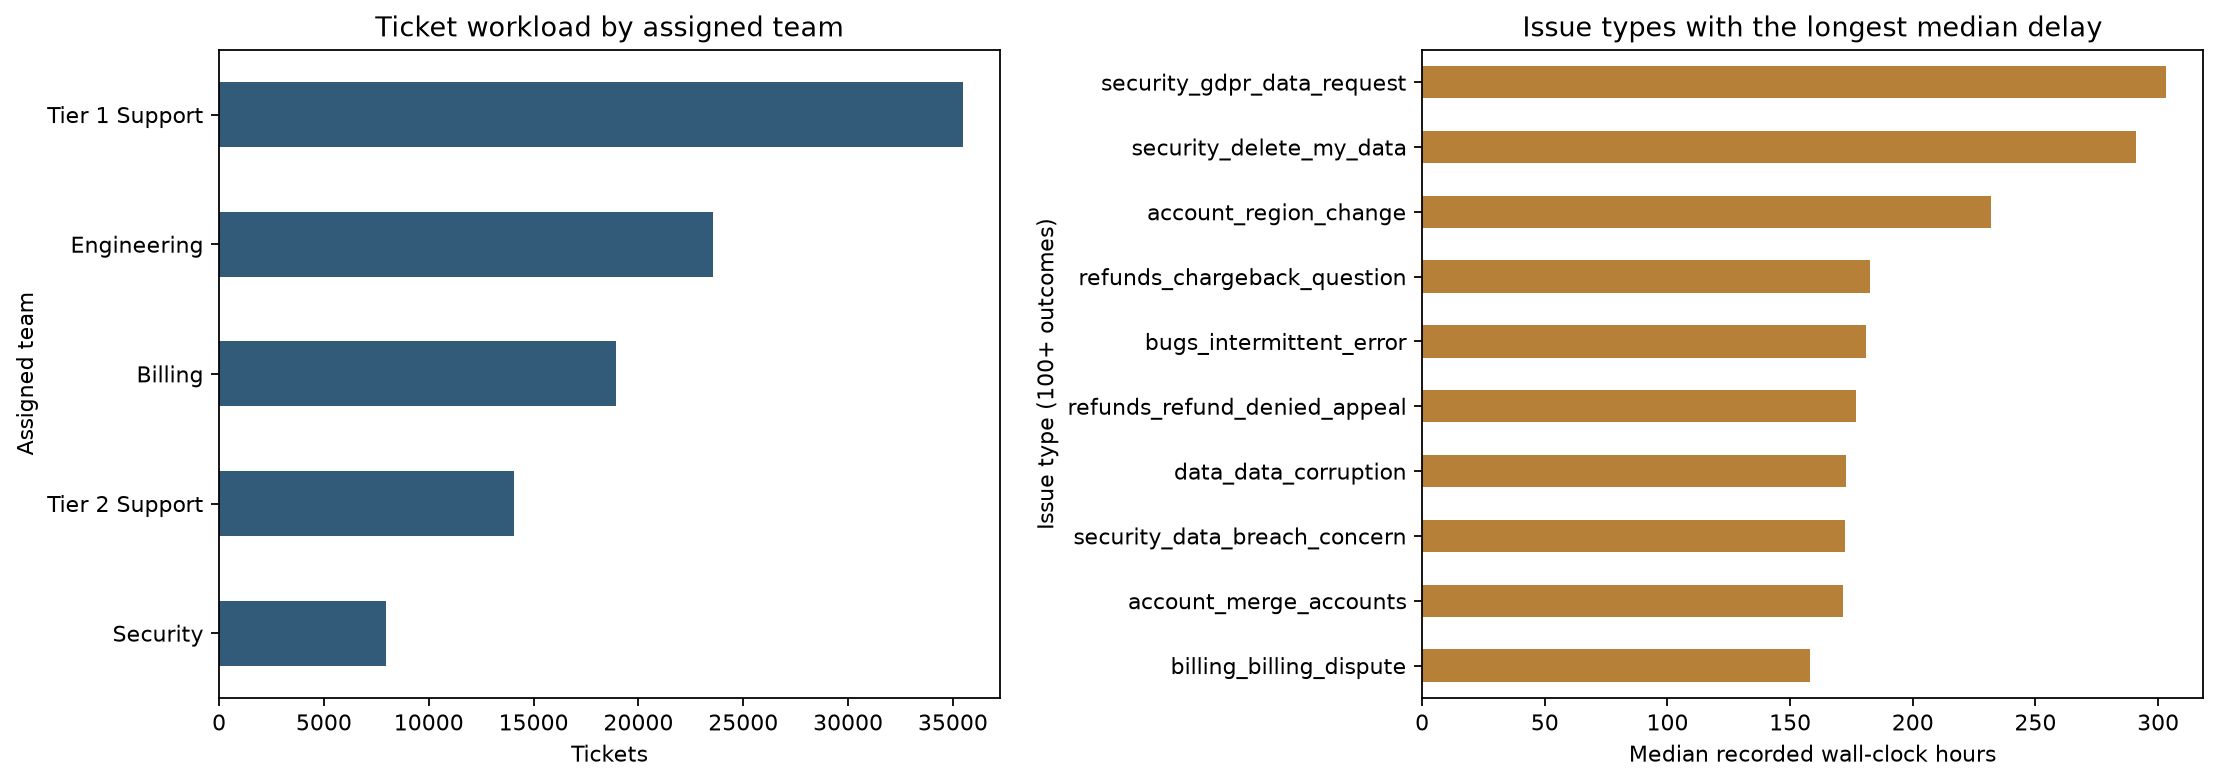 Ticket workload by assigned team
Assigned team
Tier 1 Support
Engineering
Billing
Tier 2 Support
Security
0 5000 10000 15000 20000 25000 30000 35000
Tickets
Issue types with the longest median delay
Issue type (100+ outcomes)
security_gdpr_data_request
security_delete_my_data
account_region_change
refunds_chargeback_question
bugs_intermittent_error
refunds_refund_denied_appeal
data_data_corruption
security_data_breach_concern
account_merge_accounts
billing_billing_dispute
0 50 100 150 200 250 300
Median recorded wall-clock hours